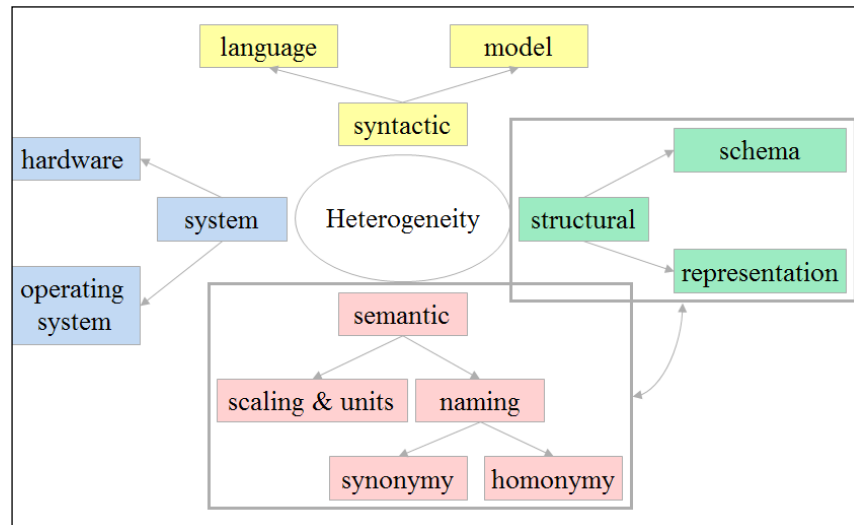 language
model
syntactic
hardware
schema
system
Heterogeneity
structural
operating
system
representation
semantic
scaling & units
naming
synonymy
homonymy